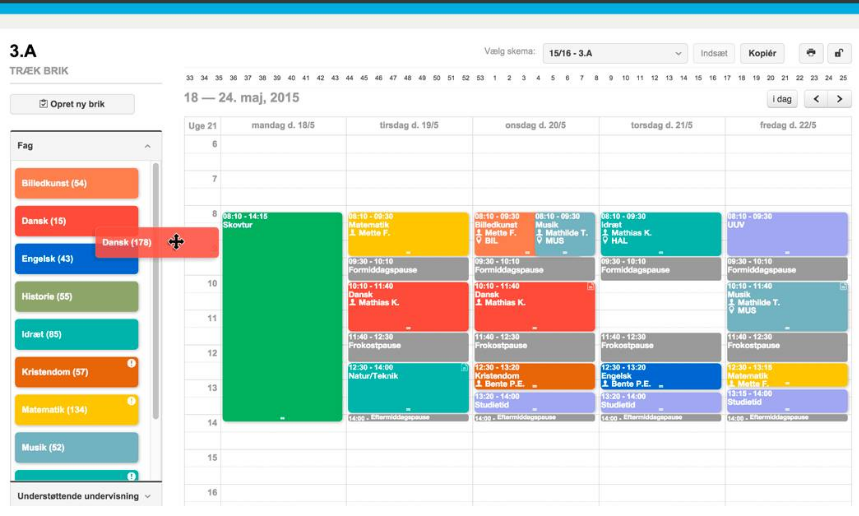 3.A
TRÆK BRIK
Opret ny brik
Fag
Billedkunst (54)
Dansk (15)
Dansk (178)
Engelsk (43)
Historie (55)
Idræt (85)
Kristendom (57)
Matematik (134)
Musik (52)
Understøttende undervisning
Vælg skema:
15/16 - 3.A
Indsæt
Kopiér
33 34 35 36 37 38 39 40 41 42 43 44 45 46 47 48 49 50 51 52 53 1 2 3 4 5 6 7 8 9 10 11 12 13 14 15 16 17 18 19 20 21 22 23 24 25
18 — 24. maj, 2015
i dag
Uge 21 mandag d. 18/5 tirsdag d. 19/5 onsdag d. 20/5 torsdag d. 21/5 fredag d. 22/5
6
7
8
10
11
12
13
14
15
16
08:10 - 14:15
Skovtur
08:10 - 09:30
Matematik
Mette F.
09:30 - 10:10
Formiddagspause
10:10 - 11:40
Dansk
Mathias K.
11:40 - 12:30
Frokostpause
12:30 - 14:00
Natur/Teknik
14:00 - Eftermiddagspause
08:10 - 09:30
Billedkunst
Mette F.
BIL
08:10 - 09:30
Musik
Mathilde T.
MUS
09:30 - 10:10
Formiddagspause
10:10 - 11:40
Dansk
Mathias K.
11:40 - 12:30
Frokostpause
12:30 - 13:20
Kristendom
Bente P.E.
13:20 - 14:00
Studietid
14:00 - Eftermiddagspause
08:10 - 09:30
Idræt
Mathias K.
HAL
09:30 - 10:10
Formiddagspause
11:40 - 12:30
Frokostpause
12:30 - 13:20
Engelsk
Bente P.E.
13:20 - 14:00
Studietid
14:00 - Eftermiddagspause
08:10 - 09:30
UUV
09:30 - 10:10
Formiddagspause
10:10 - 11:40
Musik
Mathilde T.
MUS
11:40 - 12:30
Frokostpause
12:30 - 13:15
Matematik
Mette F.
13:15 - 14:00
Studietid
14:00 - Eftermiddagspause